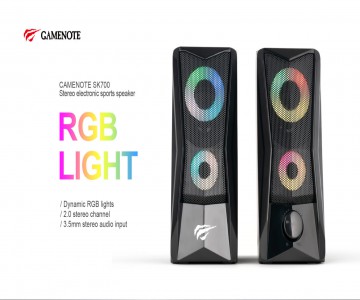 GAMENOTE
GAMENOTE SK700
Stereo electronic sports speaker
RGB
LIGHT
/ Dynamic RGB lights
/ 2.0 stereo channel
/ 3.5mm stereo audio input